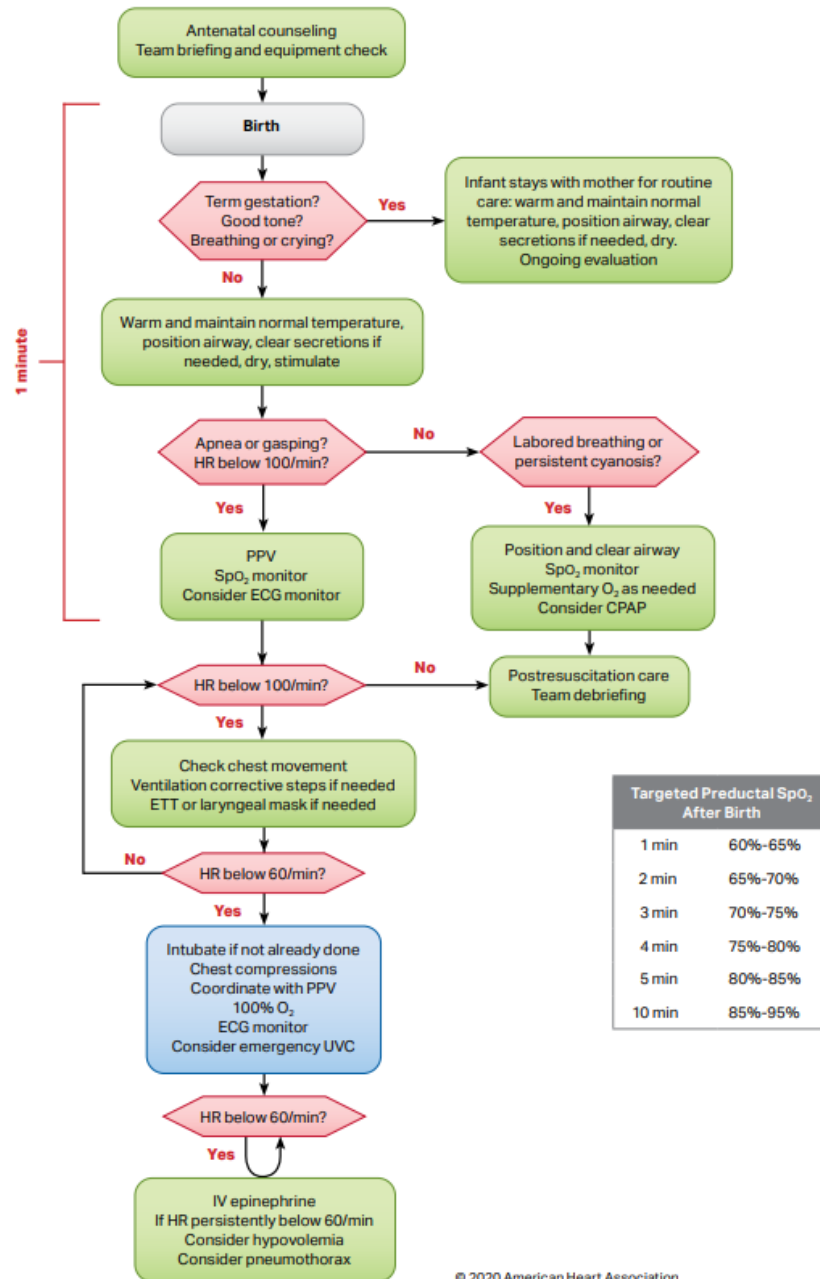 Antenatal counseling
Team briefing and equipment check
Birth
Term gestation?
Good tone?
Breathing or crying?
Yes
Infant stays with mother for routine
care: warm and maintain normal
temperature, position airway, clear
secretions if needed, dry.
Ongoing evaluation
No
Warm and maintain normal temperature,
position airway, clear secretions if
needed, dry, stimulate
1 minute
Apnea or gasping?
HR below 100/min?
No
Labored breathing or
persistent cyanosis?
Yes
Yes
PPV
SpO₂ monitor
Consider ECG monitor
Position and clear airway
SpO₂ monitor
Supplementary O₂ as needed
Consider CPAP
HR below 100/min?
No
Postresuscitation care
Team debriefing
Yes
Check chest movement
Ventilation corrective steps if needed
ETT or laryngeal mask if needed
No
HR below 60/min?
Yes
Intubate if not already done
Chest compressions
Coordinate with PPV
100% O₂
ECG monitor
Consider emergency UVC
HR below 60/min?
Yes
IV epinephrine
If HR persistently below 60/min
Consider hypovolemia
Consider pneumothorax
Targeted Preductal SpO₂
After Birth
1 min 60%-65%
2 min 65%-70%
3 min 70%-75%
4 min 75%-80%
5 min 80%-85%
10 min 85%-95%
© 2020 American Heart Association